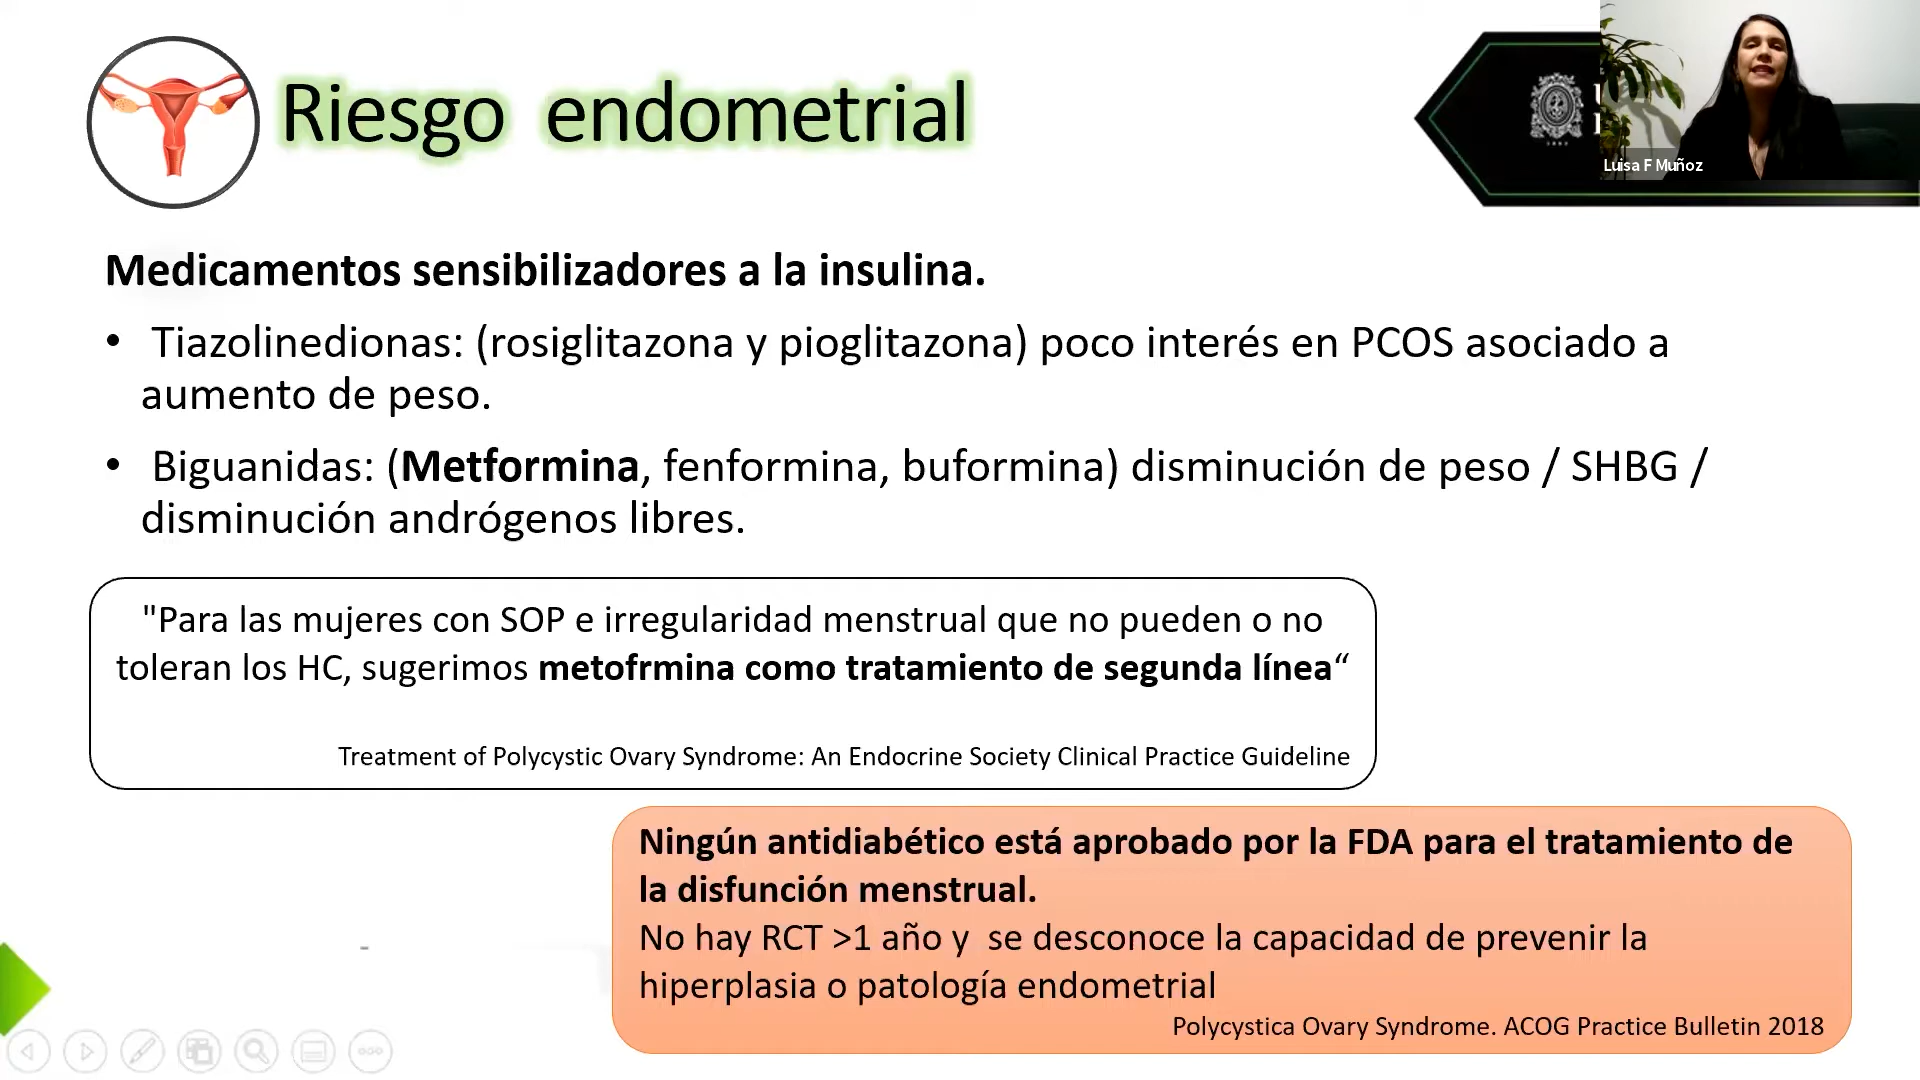 Riesgo endometrial
Luisa F Muñoz
Medicamentos sensibilizadores a la insulina.
• Tiazolinedionas: (rosiglitazona y pioglitazona) poco interés en PCOS asociado a
aumento de peso.
• Biguanidas: (Metformina, fenformina, buformina) disminución de peso / SHBG /
disminución andrógenos libres.
"Para las mujeres con SOP e irregularidad menstrual que no pueden o no
toleran los HC, sugerimos metofrmina como tratamiento de segunda línea“
Treatment of Polycystic Ovary Syndrome: An Endocrine Society Clinical Practice Guideline
Ningún antidiabético está aprobado por la FDA para el tratamiento de
la disfunción menstrual.
No hay RCT >1 año y se desconoce la capacidad de prevenir la
hiperplasia o patología endometrial
Polycystica Ovary Syndrome. ACOG Practice Bulletin 2018